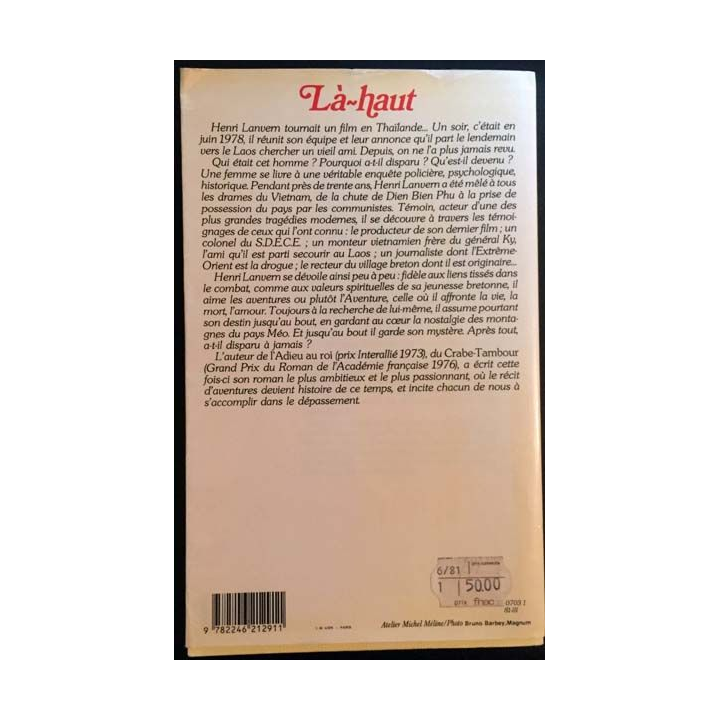 Là-haut
Henri Lanvern tournait un film en Thaïlande... Un soir, c'était en
juin 1978, il réunit son équipe et leur annonce qu'il part le lendemain
vers le Laos chercher un vieil ami. Depuis, on ne l'a plus jamais revu.
Qui était cet homme ? Pourquoi a-t-il disparu ? Qu'est-il devenu ?
Une femme se livre à une véritable enquête policière, psychologique,
historique. Pendant près de trente ans, Henri Lanvern a été mêlé à tous
les drames du Vietnam, de la chute de Dien Bien Phu à la prise de
possession du pays par les communistes. Témoin, acteur d'une des
plus grandes tragédies modernes, il se découvre à travers les témoi-
gnages de ceux qui l'ont connu : le producteur de son dernier film ; un
colonel du S.D.E.C.E. ; un monteur vietnamien frère du général Ky,
l'ami qu'il est parti secourir au Laos ; un journaliste dont l'Extrême-
Orient est la drogue ; le recteur du village breton dont il est originaire...
Henri Lanvern se dévoile ainsi peu à peu : fidèle aux liens tissés dans
le combat, comme aux valeurs spirituelles de sa jeunesse bretonne, il
aime les aventures ou plutôt l'Aventure, celle où il affronte la vie, la
mort, l'amour. Toujours à la recherche de lui-même, il assume pourtant
son destin jusqu'au bout, en gardant au cœur la nostalgie des monta-
gnes du pays Méo. Et jusqu'au bout il garde son mystère. Après tout,
a-t-il disparu à jamais ?
L'auteur de l'Adieu au roi (prix Interallié 1973), du Crabe-Tambour
(Grand Prix du Roman de l'Académie française 1976), a écrit cette
fois-ci son roman le plus ambitieux et le plus passionnant, où le récit
d'aventures devient histoire de ce temps, et incite chacun de nous à
s'accomplir dans le dépassement.
6/81
1 50.00
fnac
0703 1
9 782246 212911
Atelier Michel Méline/Photo Bruno Barbey, Magnum